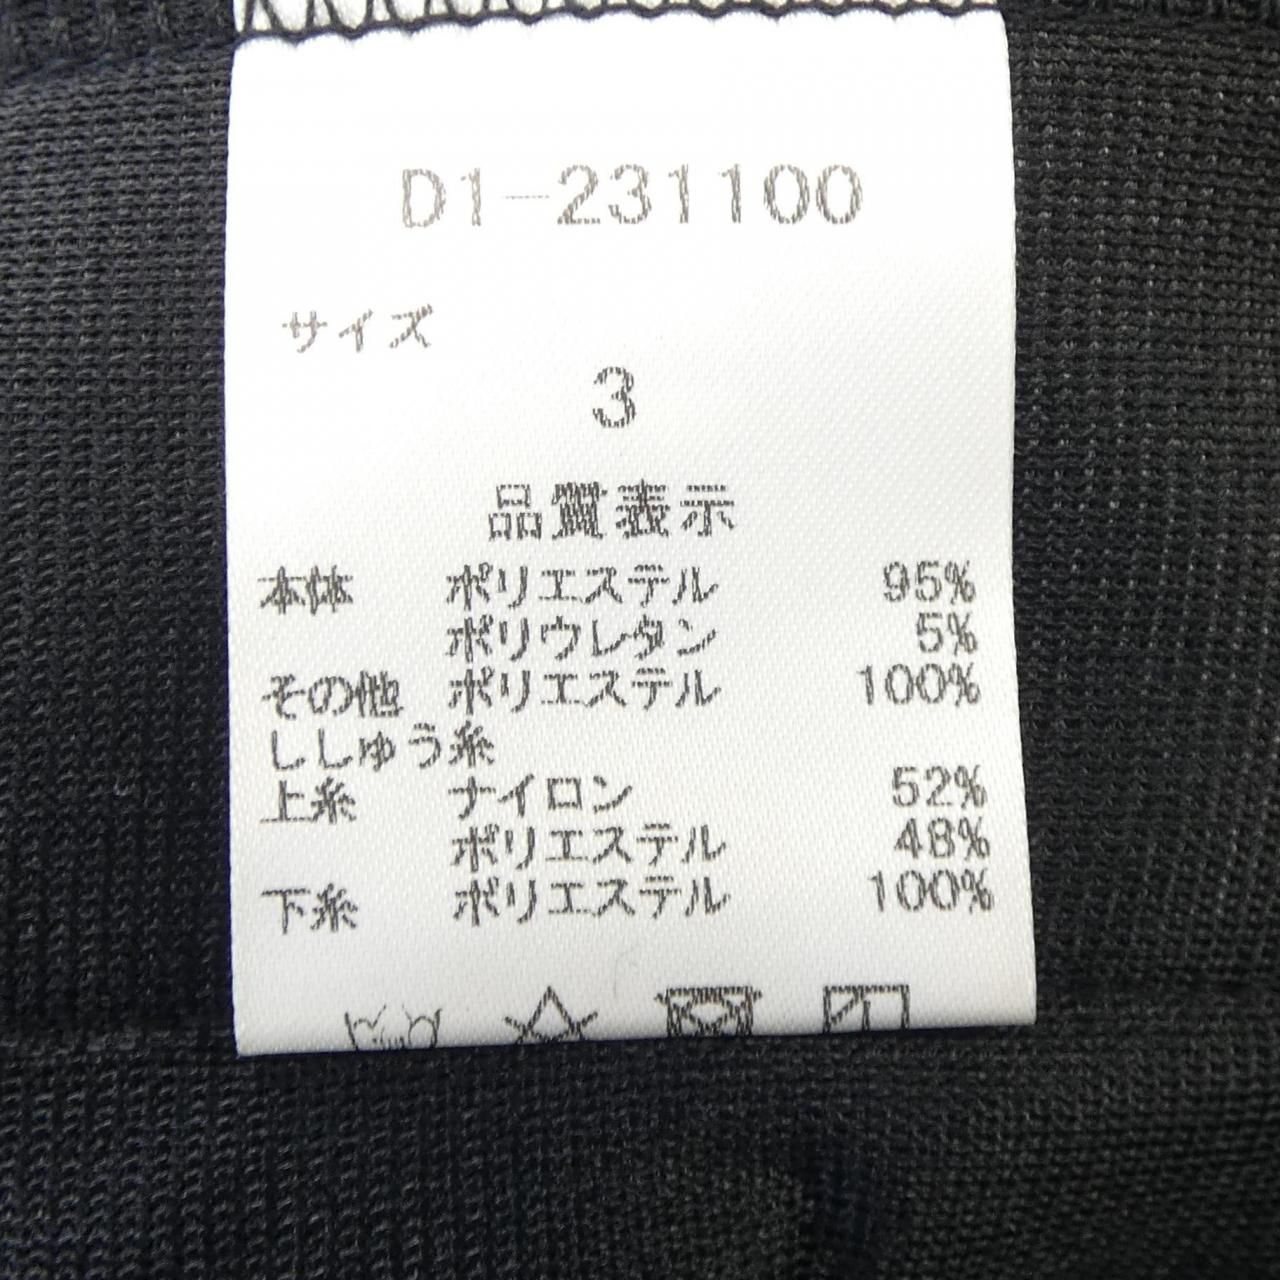 D1-231100
サイズ
3
品質表示
本体 ポリエステル 95%
ポリウレタン 5%
その他 ポリエステル 100%
ししゅう糸
上糸 ナイロン 52%
ポリエステル 48%
下糸 ポリエステル 100%